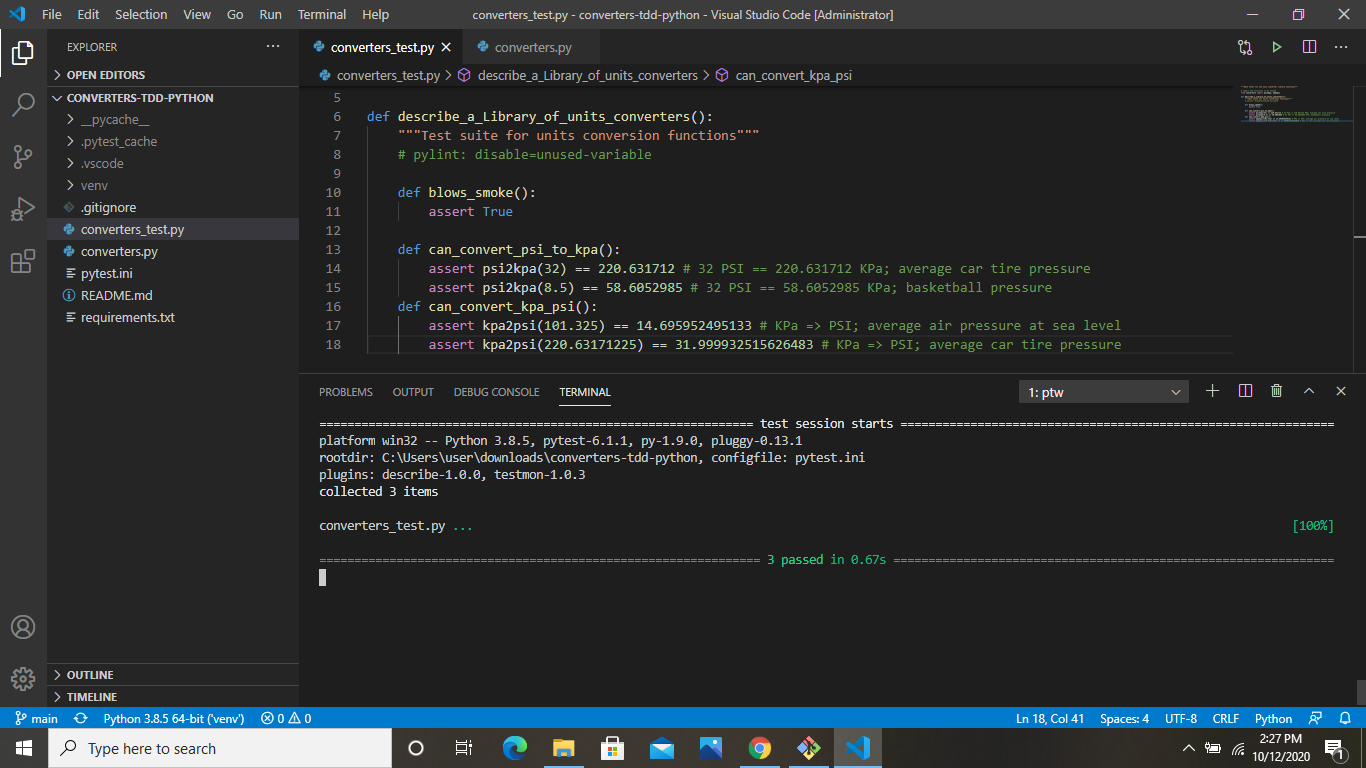 File Edit Selection View Go Run Terminal Help converters_test.py - converters-tdd-python - Visual Studio Code [Administrator]
EXPLORER
OPEN EDITORS
CONVERTERS-TDD-PYTHON
__pycache__
.pytest_cache
.vscode
venv
.gitignore
converters_test.py
converters.py
pytest.ini
README.md
requirements.txt
OUTLINE
TIMELINE
converters_test.py converters.py
converters_test.py > describe_a_Library_of_units_converters > can_convert_kpa_psi
5
6 def describe_a_Library_of_units_converters():
7 """Test suite for units conversion functions"""
8 # pylint: disable=unused-variable
9
10 def blows_smoke():
11 assert True
12
13 def can_convert_psi_to_kpa():
14 assert psi2kpa(32) == 220.631712 # 32 PSI == 220.631712 KPa; average car tire pressure
15 assert psi2kpa(8.5) == 58.6052985 # 32 PSI == 58.6052985 KPa; basketball pressure
16 def can_convert_kpa_psi():
17 assert kpa2psi(101.325) == 14.695952495133 # KPa => PSI; average air pressure at sea level
18 assert kpa2psi(220.63171225) == 31.999932515626483 # KPa => PSI; average car tire pressure
PROBLEMS OUTPUT DEBUG CONSOLE TERMINAL 1: ptw
============================================================== test session starts ==============================================================
platform win32 -- Python 3.8.5, pytest-6.1.1, py-1.9.0, pluggy-0.13.1
rootdir: C:\Users\user\downloads\converters-tdd-python, configfile: pytest.ini
plugins: describe-1.0.0, testmon-1.0.3
collected 3 items
converters_test.py ... [100%]
=============================================================== 3 passed in 0.67s ===============================================================
main Python 3.8.5 64-bit ('venv') 0 0 Ln 18, Col 41 Spaces: 4 UTF-8 CRLF Python
Type here to search
2:27 PM
10/12/2020
1